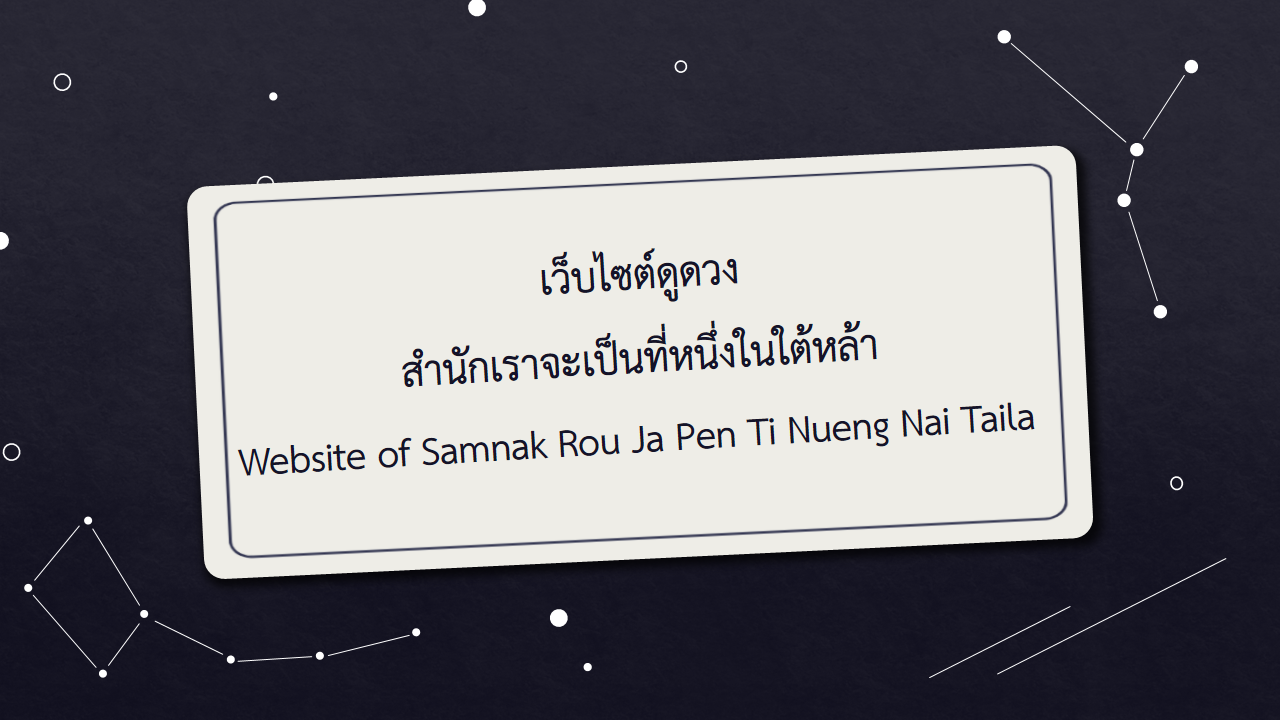 เว็บไซต์ดูดวง
สำนักเราจะเป็นที่หนึ่งในใต้หล้า
Website of Samnak Rou Ja Pen Ti Nueng Nai Taila